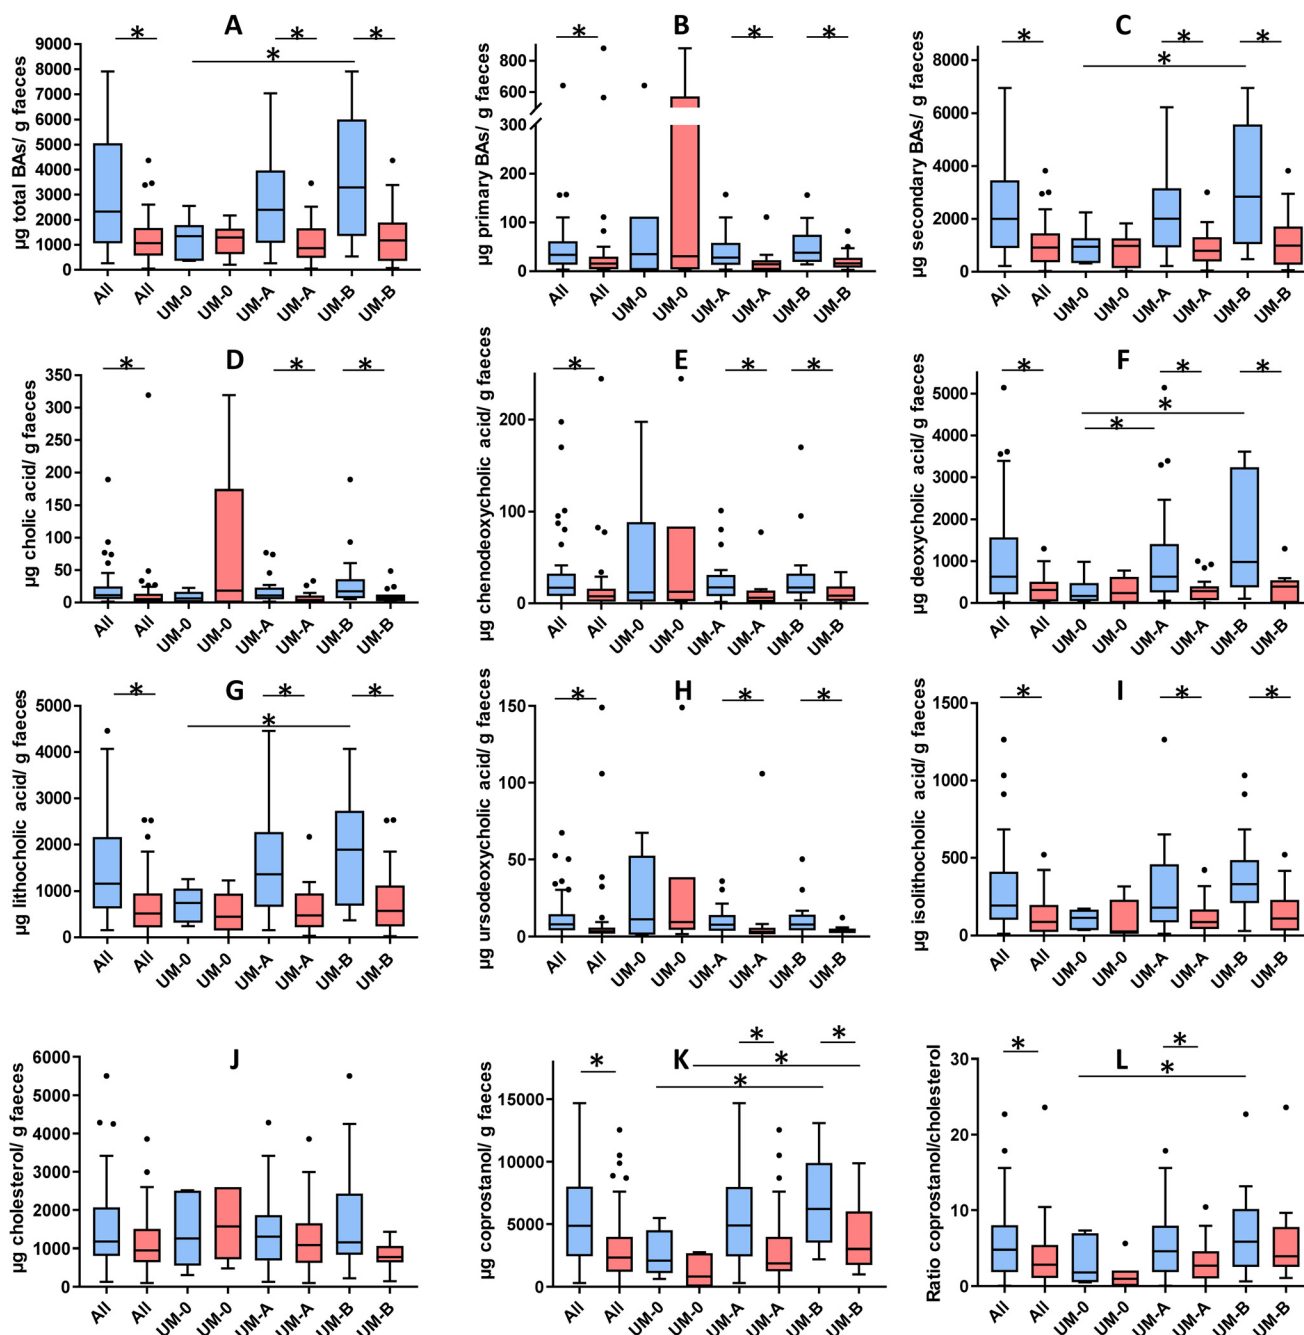 A
μg total BAs/ g faeces
9000
8000
7000
6000
5000
4000
3000
2000
1000
0
* * * *
All All UM-0 UM-0 UM-A UM-A UM-B UM-B
B
μg primary BAs/ g faeces
800
600
300
200
100
0
* * *
All All UM-0 UM-0 UM-A UM-A UM-B UM-B
C
μg secondary BAs/ g faeces
8000
6000
4000
2000
0
* * * *
All All UM-0 UM-0 UM-A UM-A UM-B UM-B
D
μg cholic acid/ g faeces
350
300
250
200
150
100
50
0
* * *
All All UM-0 UM-0 UM-A UM-A UM-B UM-B
E
μg chenodeoxycholic acid/ g faeces
200
100
0
* * *
All All UM-0 UM-0 UM-A UM-A UM-B UM-B
F
μg deoxycholic acid/ g faeces
5000
4000
3000
2000
1000
0
* * * * *
All All UM-0 UM-0 UM-A UM-A UM-B UM-B
G
μg lithocholic acid/ g faeces
5000
4000
3000
2000
1000
0
* * * *
All All UM-0 UM-0 UM-A UM-A UM-B UM-B
H
μg ursodeoxycholic acid/ g faeces
150
100
50
0
* * *
All All UM-0 UM-0 UM-A UM-A UM-B UM-B
I
μg isolithocholic acid/ g faeces
1500
1000
500
0
* * *
All All UM-0 UM-0 UM-A UM-A UM-B UM-B
J
μg cholesterol/ g faeces
6000
5000
4000
3000
2000
1000
0
All All UM-0 UM-0 UM-A UM-A UM-B UM-B
K
μg coprostanol/ g faeces
15000
10000
5000
0
* * * * *
All All UM-0 UM-0 UM-A UM-A UM-B UM-B
L
Ratio coprostanol/cholesterol
30
20
10
0
* * *
All All UM-0 UM-0 UM-A UM-A UM-B UM-B